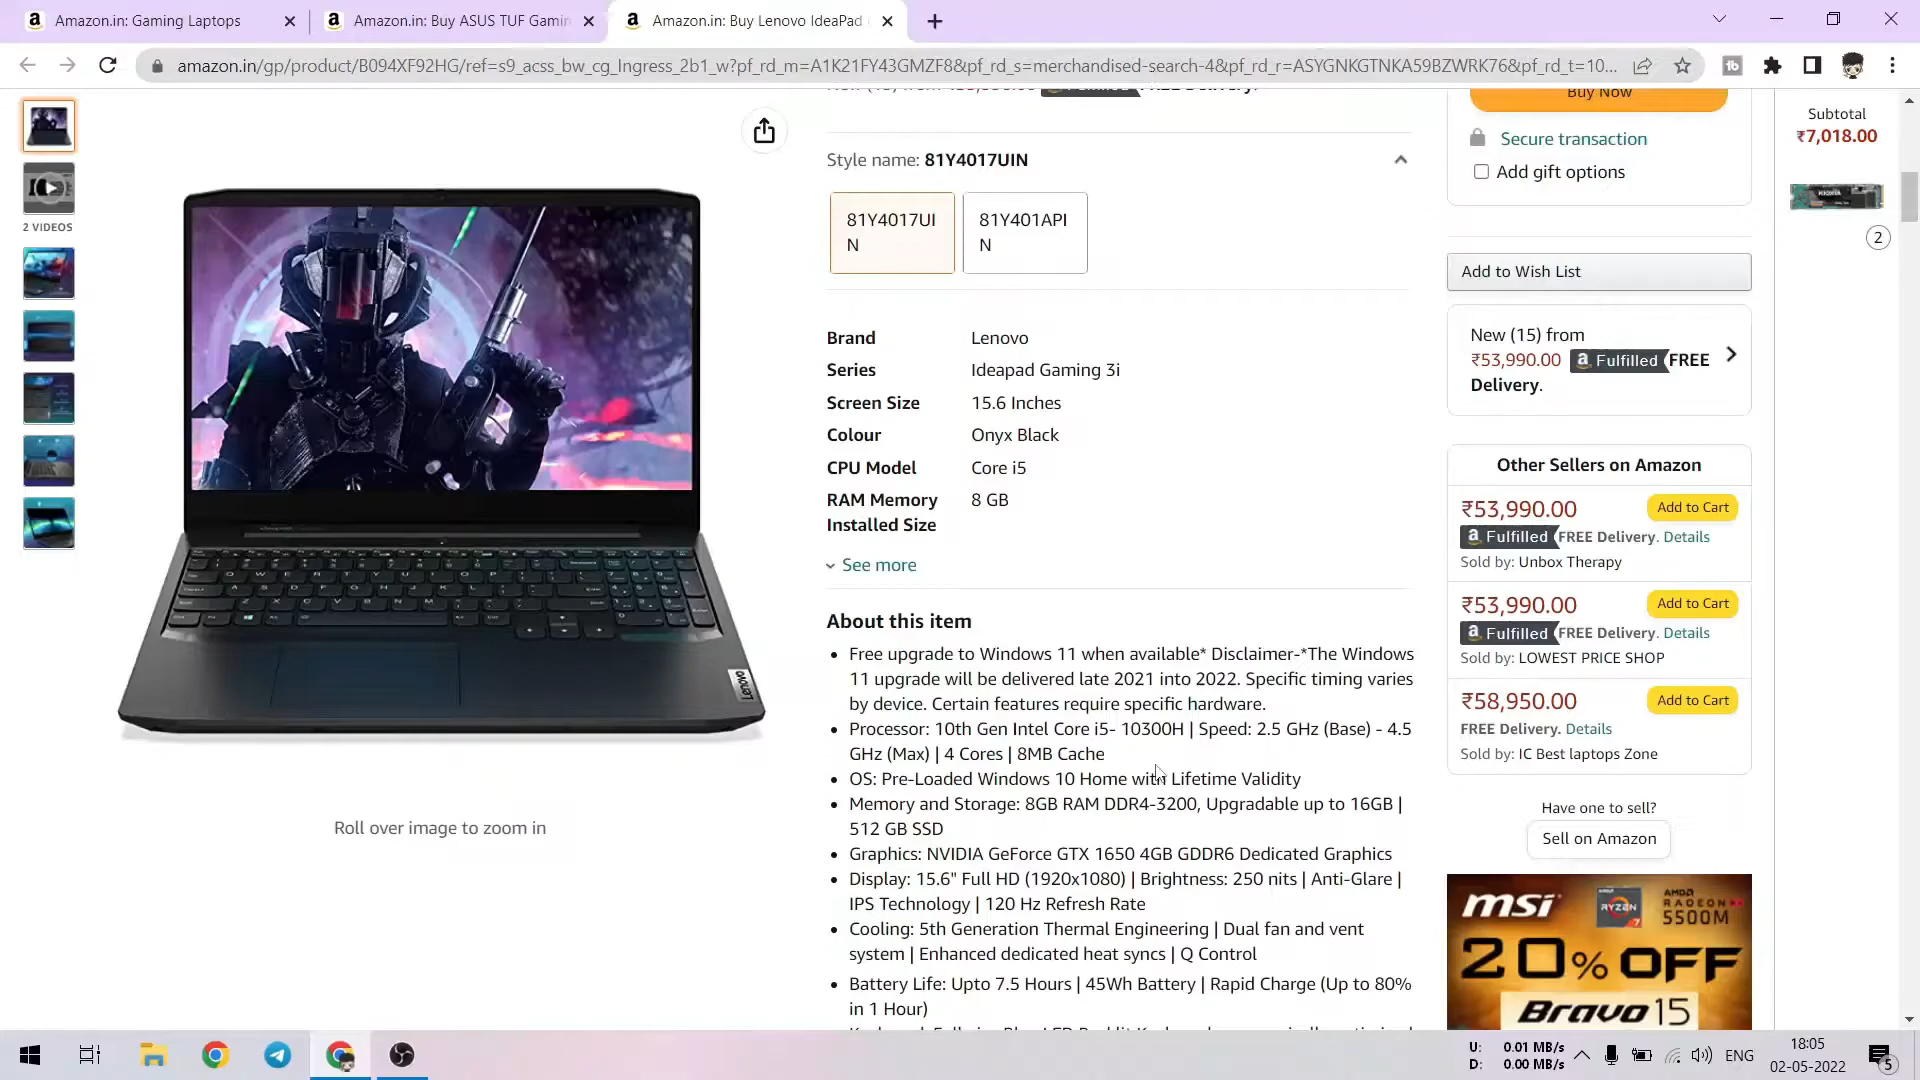 Amazon.in: Gaming Laptops
Amazon.in: Buy ASUS TUF Gamin
Amazon.in: Buy Lenovo IdeaPad
amazon.in/gp/product/B094XF92HG/ref=s9_acss_bw_cg_Ingress_2b1_w?pf_rd_m=A1K21FY43GMZF8&pf_rd_s=merchandised-search-4&pf_rd_r=ASYGNKGTNKA59BZWRK76&pf_rd_t=10...
2 VIDEOS
Lenovo
Roll over image to zoom in
Style name: 81Y4017UIN
81Y4017UI
N
81Y401API
N
Brand Lenovo
Series Ideapad Gaming 3i
Screen Size 15.6 Inches
Colour Onyx Black
CPU Model Core i5
RAM Memory 8 GB
Installed Size
See more
About this item
• Free upgrade to Windows 11 when available* Disclaimer-*The Windows
11 upgrade will be delivered late 2021 into 2022. Specific timing varies
by device. Certain features require specific hardware.
• Processor: 10th Gen Intel Core i5- 10300H | Speed: 2.5 GHz (Base) - 4.5
GHz (Max) | 4 Cores | 8MB Cache
• OS: Pre-Loaded Windows 10 Home with Lifetime Validity
• Memory and Storage: 8GB RAM DDR4-3200, Upgradable up to 16GB |
512 GB SSD
• Graphics: NVIDIA GeForce GTX 1650 4GB GDDR6 Dedicated Graphics
• Display: 15.6" Full HD (1920x1080) | Brightness: 250 nits | Anti-Glare |
IPS Technology | 120 Hz Refresh Rate
• Cooling: 5th Generation Thermal Engineering | Dual fan and vent
system | Enhanced dedicated heat syncs | Q Control
• Battery Life: Upto 7.5 Hours | 45Wh Battery | Rapid Charge (Up to 80%
in 1 Hour)
Buy Now
Secure transaction
Add gift options
Add to Wish List
New (15) from
₹53,990.00 a Fulfilled FREE
Delivery.
Other Sellers on Amazon
₹53,990.00 Add to Cart
a Fulfilled FREE Delivery. Details
Sold by: Unbox Therapy
₹53,990.00 Add to Cart
a Fulfilled FREE Delivery. Details
Sold by: LOWEST PRICE SHOP
₹58,950.00 Add to Cart
FREE Delivery. Details
Sold by: IC Best laptops Zone
Have one to sell?
Sell on Amazon
msi
AMD
RYZEN
7
AMD
RADEON
5500M
20% OFF
Bravo 15
Subtotal
₹7,018.00
2
U: 0.01 MB/s
D: 0.00 MB/s
ENG
18:05
02-05-2022
5